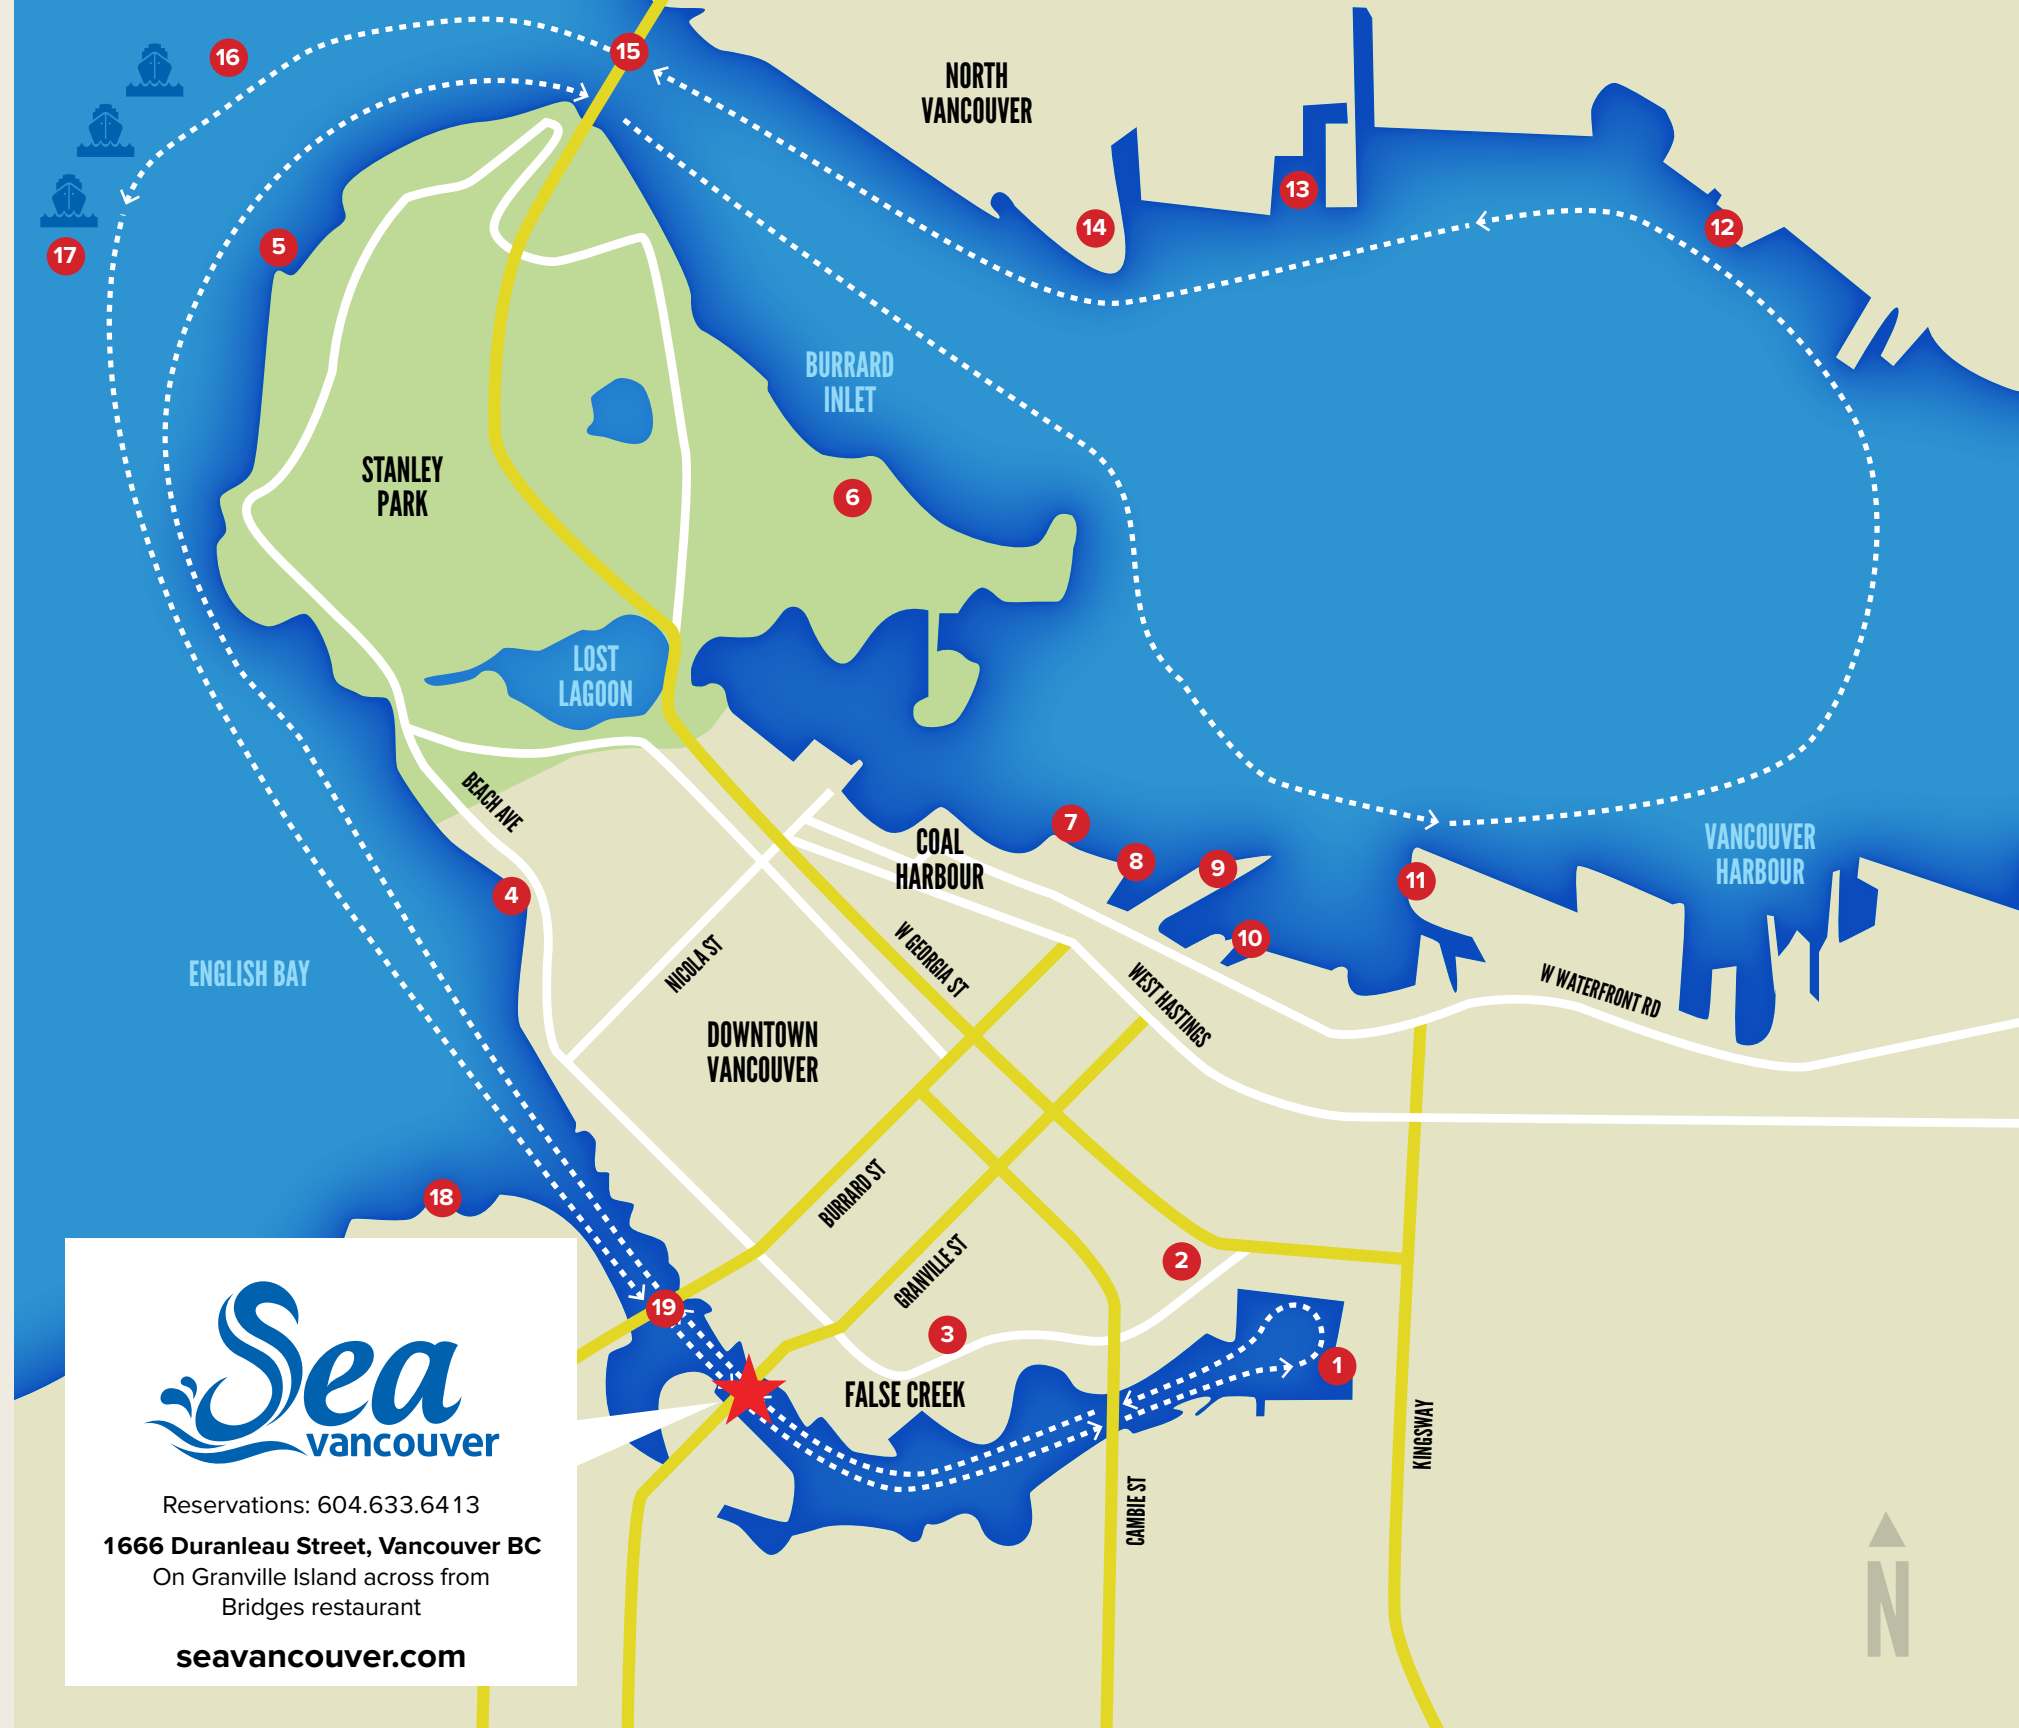 16
15
NORTH
VANCOUVER
13
14
12
5
17
BURRARD
INLET
STANLEY
PARK
6
LOST
LAGOON
BEACH AVE
7
COAL
HARBOUR
8
9
VANCOUVER
HARBOUR
4
11
10
NICOLA ST
W GEORGIA ST
WEST HASTINGS
W WATERFRONT RD
ENGLISH BAY
DOWNTOWN
VANCOUVER
18
BURRARD ST
GRANVILLE ST
2
19
3
1
FALSE CREEK
KINGSWAY
CAMBIE ST
Sea
vancouver
Reservations: 604.633.6413
1666 Duranleau Street, Vancouver BC
On Granville Island across from
Bridges restaurant
seavancouver.com
N